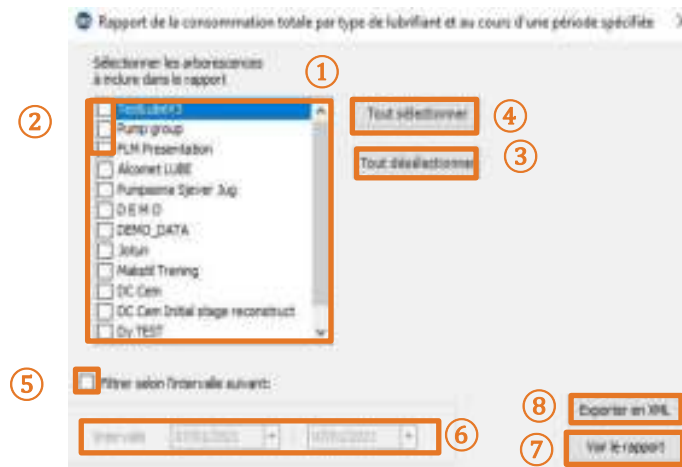 Rapport de la consommation totale par type de lubrifiant et au cours d'une période spécifiée
Sélectionner les arborescences
à inclure dans le rapport
①
②
Pump group
PLM Presentation
Alcomet LUBE
Pumpaona Sjever Jug
D E M O
DEMO_DATA
Jotun
Makstil Trening
DC Cem
DC Cem Initial stage reconstruct
Dy TEST
Tout sélectionner
④
Tout désélectionner
③
⑤
Filtrer selon l'intervalle suivant:
Intervalle
⑥
⑧
Exporter en XML
⑦
Voir le rapport